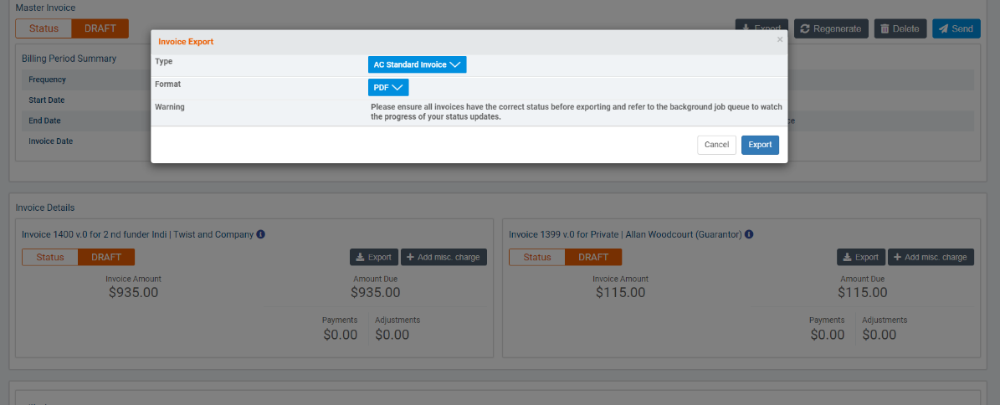 Master Invoice
Status DRAFT
Export Regenerate Delete Send
Invoice Export ×
Type AC Standard Invoice
Format PDF
Warning Please ensure all invoices have the correct status before exporting and refer to the background job queue to watch
the progress of your status updates.
Cancel Export
Billing Period Summary
Frequency
Start Date
End Date
Invoice Date
Invoice Details
Invoice 1400 v.0 for 2 nd funder Indi | Twist and Company
Status DRAFT
Export + Add misc. charge
Invoice Amount Amount Due
$935.00 $935.00
Payments Adjustments
$0.00 $0.00
Invoice 1399 v.0 for Private | Allan Woodcourt (Guarantor)
Status DRAFT
Export + Add misc. charge
Invoice Amount Amount Due
$115.00 $115.00
Payments Adjustments
$0.00 $0.00